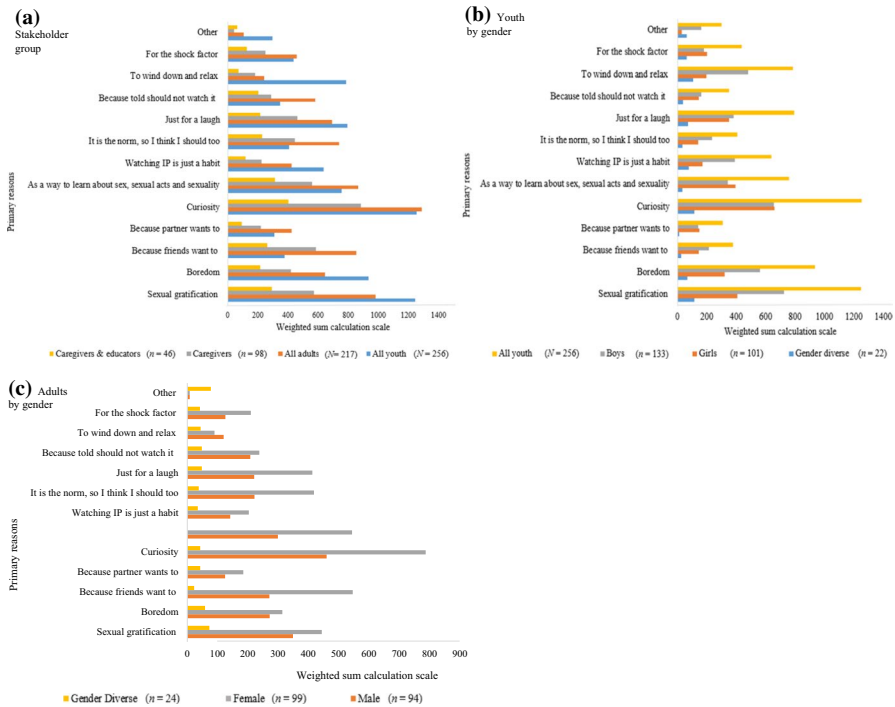 (a)
Stakeholder
group
Primary reasons
Other
For the shock factor
To wind down and relax
Because told should not watch it
Just for a laugh
It is the norm, so I think I should too
Watching IP is just a habit
As a way to learn about sex, sexual acts and sexuality
Curiosity
Because partner wants to
Because friends want to
Boredom
Sexual gratification
0 200 400 600 800 1000 1200 1400
Weighted sum calculation scale
Caregivers & educators (n = 46) Caregivers (n = 98) All adults (N= 217) All youth (N = 256)
(b) Youth
by gender
Primary reasons
Other
For the shock factor
To wind down and relax
Because told should not watch it
Just for a laugh
It is the norm, so I think I should too
Watching IP is just a habit
As a way to learn about sex, sexual acts and sexuality
Curiosity
Because partner wants to
Because friends want to
Boredom
Sexual gratification
0 200 400 600 800 1000 1200 1400
Weighted sum calculation scale
All youth (N = 256) Boys (n = 133) Girls (n = 101) Gender diverse (n = 22)
(c) Adults
by gender
Primary reasons
Other
For the shock factor
To wind down and relax
Because told should not watch it
Just for a laugh
It is the norm, so I think I should too
Watching IP is just a habit
Curiosity
Because partner wants to
Because friends want to
Boredom
Sexual gratification
0 100 200 300 400 500 600 700 800 900
Weighted sum calculation scale
Gender Diverse (n = 24) Female (n = 99) Male (n = 94)